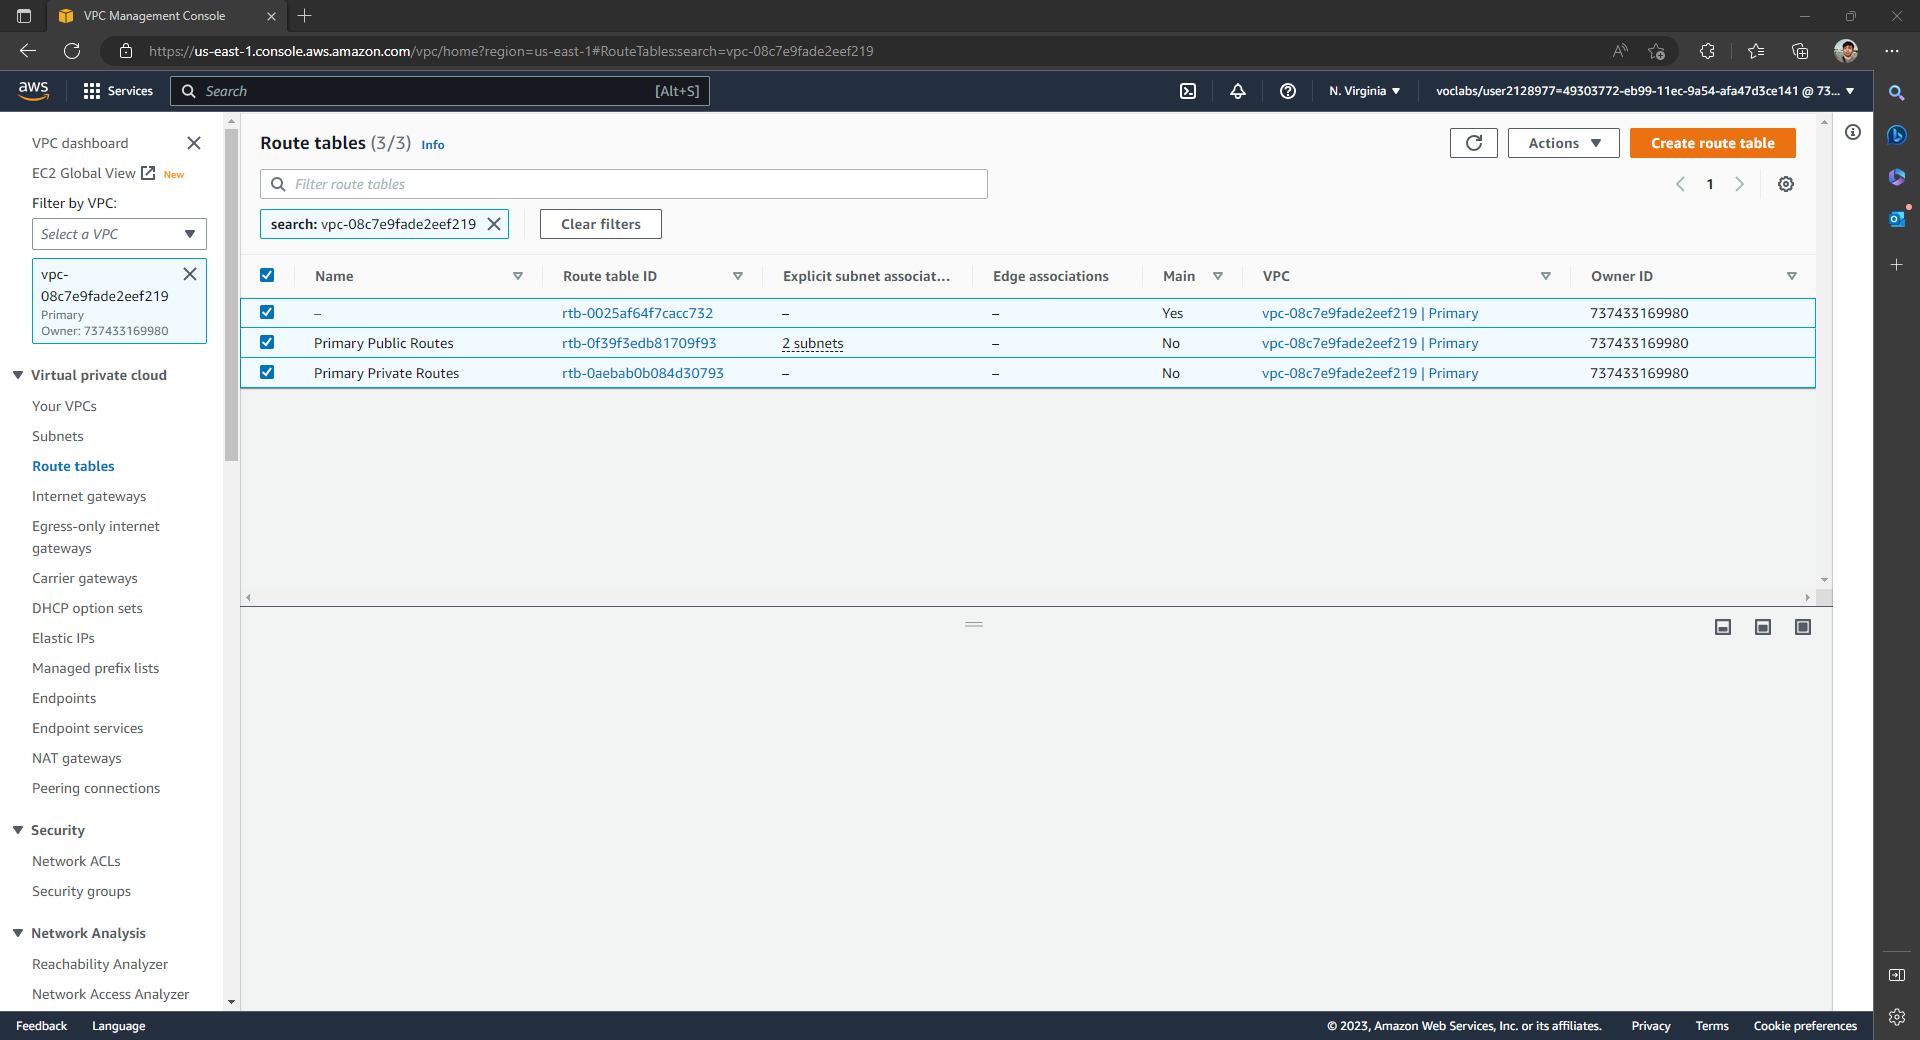 VPC Management Console
https://us-east-1.console.aws.amazon.com/vpc/home?region=us-east-1#RouteTables:search=vpc-08c7e9fade2eef219
aws
Services
Search
[Alt+S]
N. Virginia
voclabs/user2128977=49303772-eb99-11ec-9a54-afa47d3ce141 @ 73...
VPC dashboard
EC2 Global View
New
Filter by VPC:
Select a VPC
vpc-
08c7e9fade2eef219
Primary
Owner: 737433169980
Virtual private cloud
Your VPCs
Subnets
Route tables
Internet gateways
Egress-only internet
gateways
Carrier gateways
DHCP option sets
Elastic IPs
Managed prefix lists
Endpoints
Endpoint services
NAT gateways
Peering connections
Security
Network ACLs
Security groups
Network Analysis
Reachability Analyzer
Network Access Analyzer
Route tables (3/3) Info
Actions
Create route table
Filter route tables
1
search: vpc-08c7e9fade2eef219
Clear filters
Name Route table ID Explicit subnet associat... Edge associations Main VPC Owner ID
– rtb-0025af64f7cacc732 – – Yes vpc-08c7e9fade2eef219 | Primary 737433169980
Primary Public Routes rtb-0f39f3edb81709f93 2 subnets – No vpc-08c7e9fade2eef219 | Primary 737433169980
Primary Private Routes rtb-0aebab0b084d30793 – – No vpc-08c7e9fade2eef219 | Primary 737433169980
Feedback
Language
© 2023, Amazon Web Services, Inc. or its affiliates.
Privacy
Terms
Cookie preferences